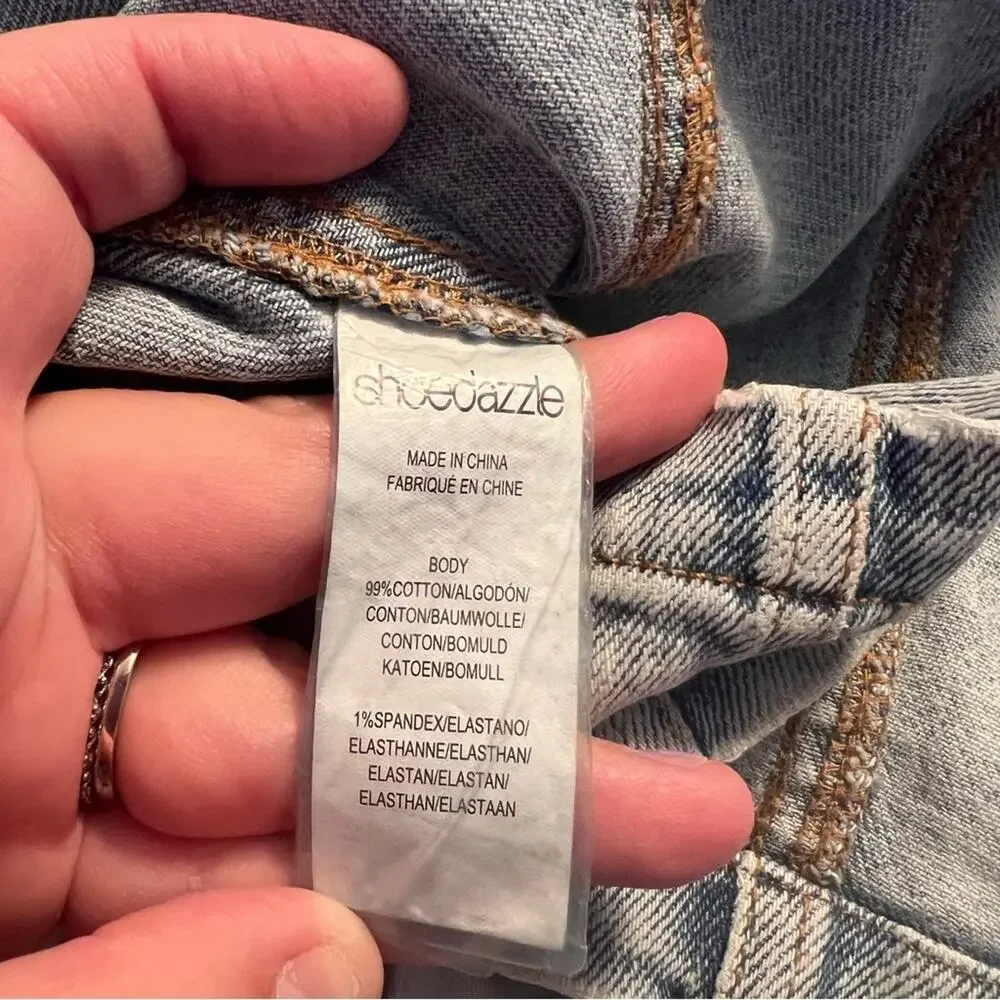 shoedazzle
MADE IN CHINA
FABRIQUÉ EN CHINE
BODY
99%COTTON/ALGODÓN/
CONTON/BAUMWOLLE/
CONTON/BOMULD
KATOEN/BOMULL
1%SPANDEX/ELASTANO/
ELASTHANNE/ELASTHAN/
ELASTAN/ELASTAN/
ELASTHAN/ELASTAAN